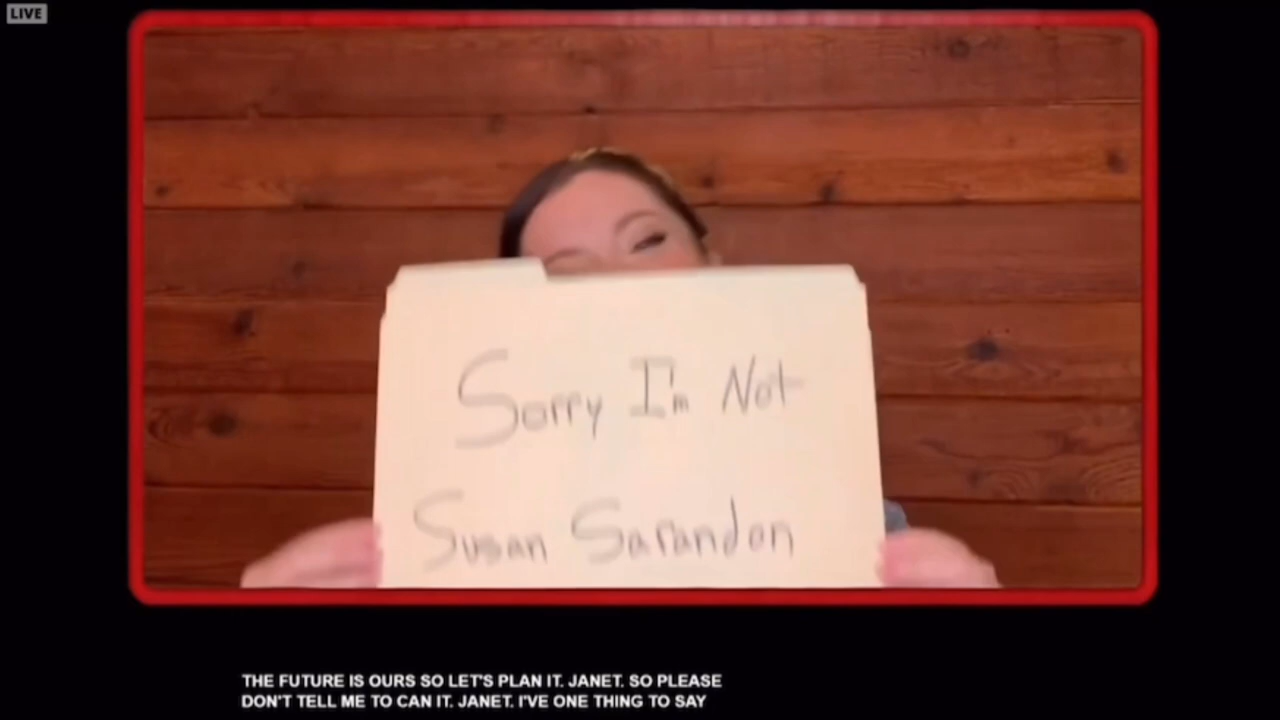 LIVE
Sorry I'm Not
Susan Sarandon
THE FUTURE IS OURS SO LET'S PLAN IT. JANET. SO PLEASE
DON'T TELL ME TO CAN IT. JANET. I'VE ONE THING TO SAY